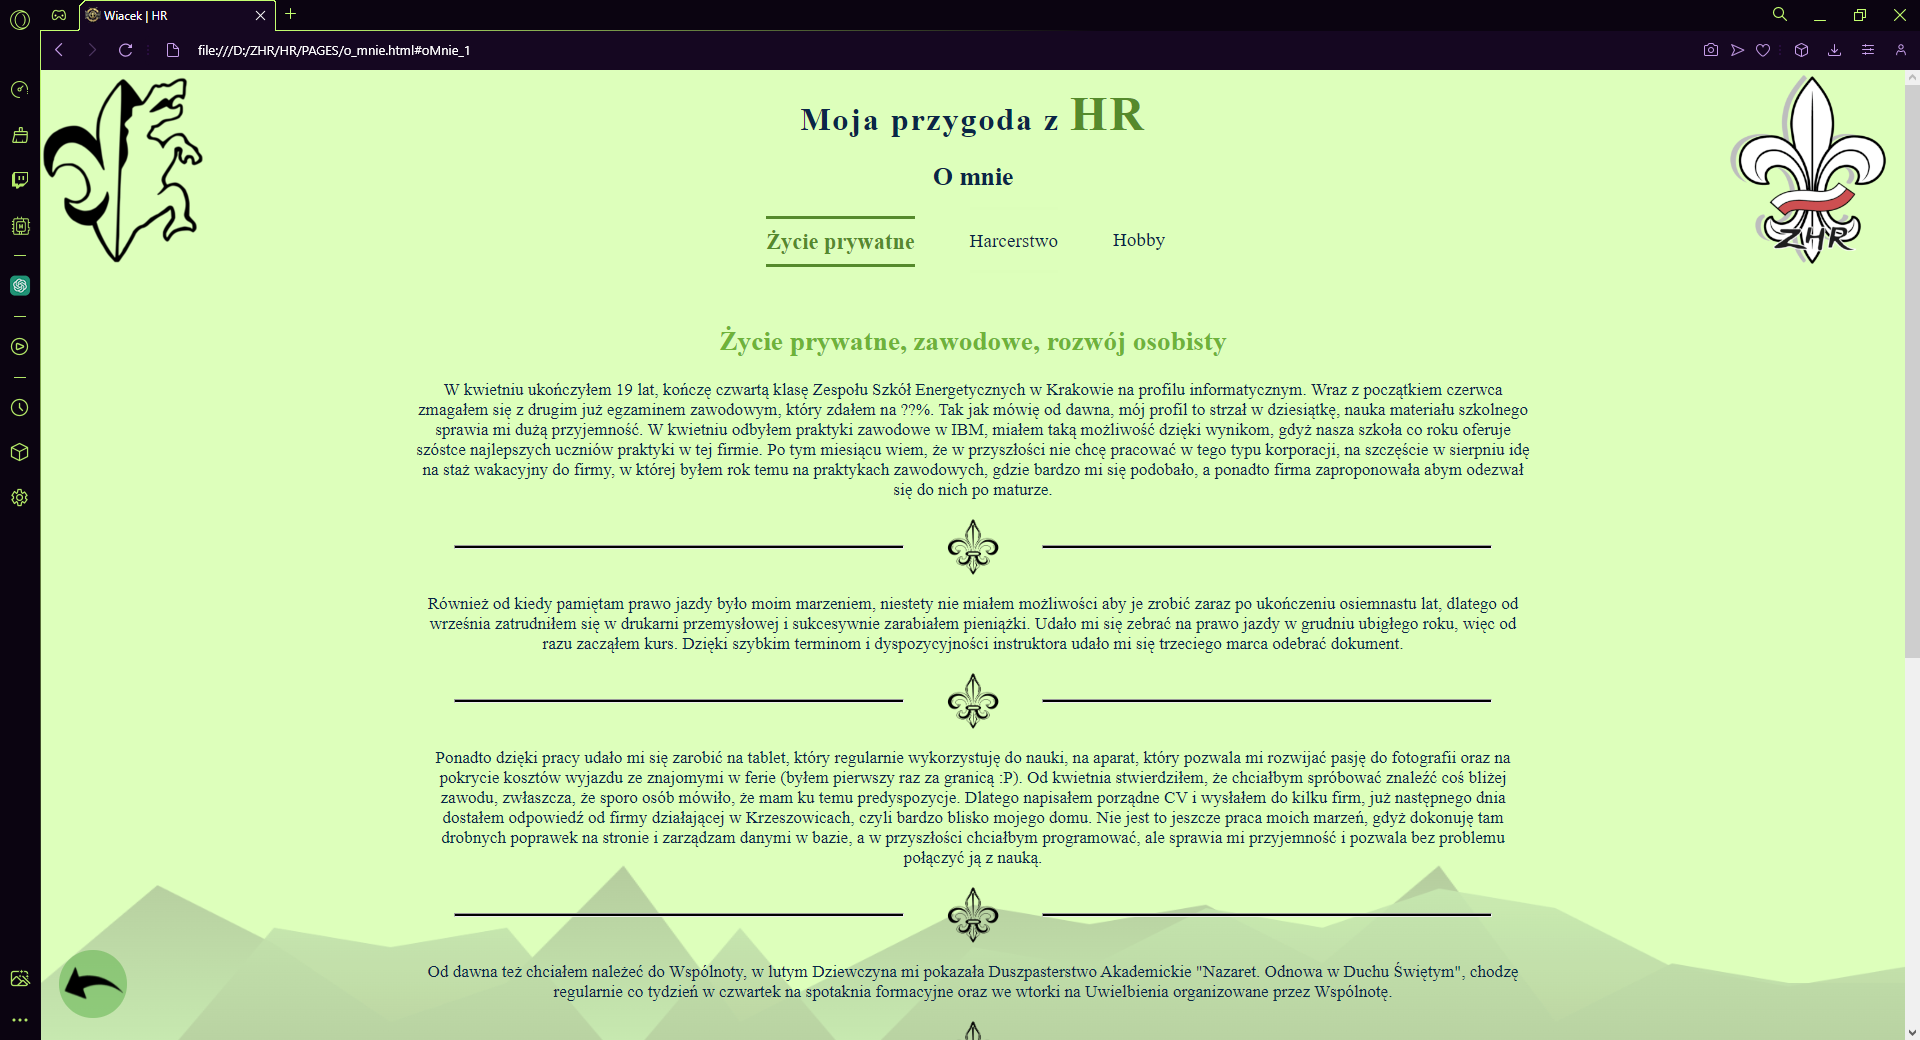 Wiacek | HR
file:///D:/ZHR/HR/PAGES/o_mnie.html#oMnie_1
Moja przygoda z HR
O mnie
Życie prywatne
Harcerstwo
Hobby
ZHR
Życie prywatne, zawodowe, rozwój osobisty
W kwietniu ukończyłem 19 lat, kończę czwartą klasę Zespołu Szkół Energetycznych w Krakowie na profilu informatycznym. Wraz z początkiem czerwca
zmagałem się z drugim już egzaminem zawodowym, który zdałem na ??%. Tak jak mówię od dawna, mój profil to strzał w dziesiątkę, nauka materiału szkolnego
sprawia mi dużą przyjemność. W kwietniu odbyłem praktyki zawodowe w IBM, miałem taką możliwość dzięki wynikom, gdyż nasza szkoła co roku oferuje
szóstce najlepszych uczniów praktyki w tej firmie. Po tym miesiącu wiem, że w przyszłości nie chcę pracować w tego typu korporacji, na szczęście w sierpniu idę
na staż wakacyjny do firmy, w której byłem rok temu na praktykach zawodowych, gdzie bardzo mi się podobało, a ponadto firma zaproponowała abym odezwał
się do nich po maturze.
Również od kiedy pamiętam prawo jazdy było moim marzeniem, niestety nie miałem możliwości aby je zrobić zaraz po ukończeniu osiemnastu lat, dlatego od
września zatrudniłem się w drukarni przemysłowej i sukcesywnie zarabiałem pieniążki. Udało mi się zebrać na prawo jazdy w grudniu ubigłego roku, więc od
razu zacząłem kurs. Dzięki szybkim terminom i dyspozycyjności instruktora udało mi się trzeciego marca odebrać dokument.
Ponadto dzięki pracy udało mi się zarobić na tablet, który regularnie wykorzystuję do nauki, na aparat, który pozwala mi rozwijać pasję do fotografii oraz na
pokrycie kosztów wyjazdu ze znajomymi w ferie (byłem pierwszy raz za granicą :P). Od kwietnia stwierdziłem, że chciałbym spróbować znaleźć coś bliżej
zawodu, zwłaszcza, że sporo osób mówiło, że mam ku temu predyspozycje. Dlatego napisałem porządne CV i wysłałem do kilku firm, już następnego dnia
dostałem odpowiedź od firmy działającej w Krzeszowicach, czyli bardzo blisko mojego domu. Nie jest to jeszcze praca moich marzeń, gdyż dokonuję tam
drobnych poprawek na stronie i zarządzam danymi w bazie, a w przyszłości chciałbym programować, ale sprawia mi przyjemność i pozwala bez problemu
połączyć ją z nauką.
Od dawna też chciałem należeć do Wspólnoty, w lutym Dziewczyna mi pokazała Duszpasterstwo Akademickie "Nazaret. Odnowa w Duchu Świętym", chodzę
regularnie co tydzień w czwartek na spotaknia formacyjne oraz we wtorki na Uwielbienia organizowane przez Wspólnotę.